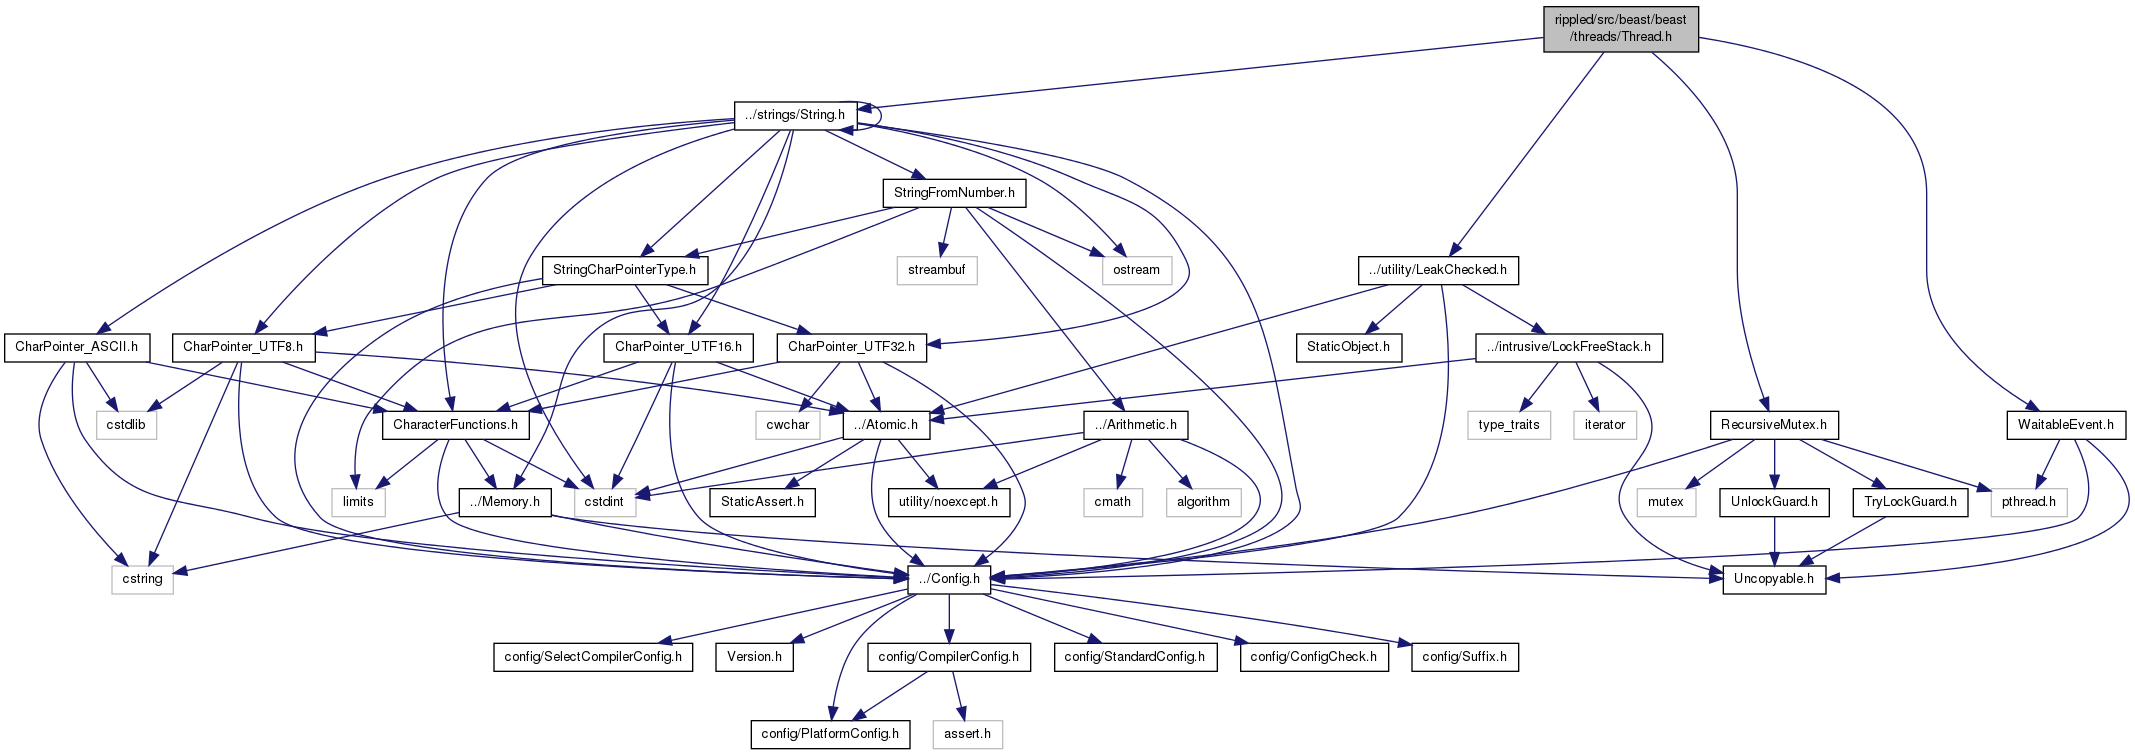 rippled/src/beast/beast
/threads/Thread.h
../strings/String.h
StringFromNumber.h
StringCharPointerType.h
streambuf
ostream
../utility/LeakChecked.h
CharPointer_ASCII.h
CharPointer_UTF8.h
CharPointer_UTF16.h
CharPointer_UTF32.h
StaticObject.h
../intrusive/LockFreeStack.h
cstdlib
CharacterFunctions.h
cwchar
../Atomic.h
../Arithmetic.h
type_traits
iterator
RecursiveMutex.h
WaitableEvent.h
limits
../Memory.h
cstdint
StaticAssert.h
utility/noexcept.h
cmath
algorithm
mutex
UnlockGuard.h
TryLockGuard.h
pthread.h
cstring
../Config.h
Uncopyable.h
config/SelectCompilerConfig.h
Version.h
config/CompilerConfig.h
config/StandardConfig.h
config/ConfigCheck.h
config/Suffix.h
config/PlatformConfig.h
assert.h